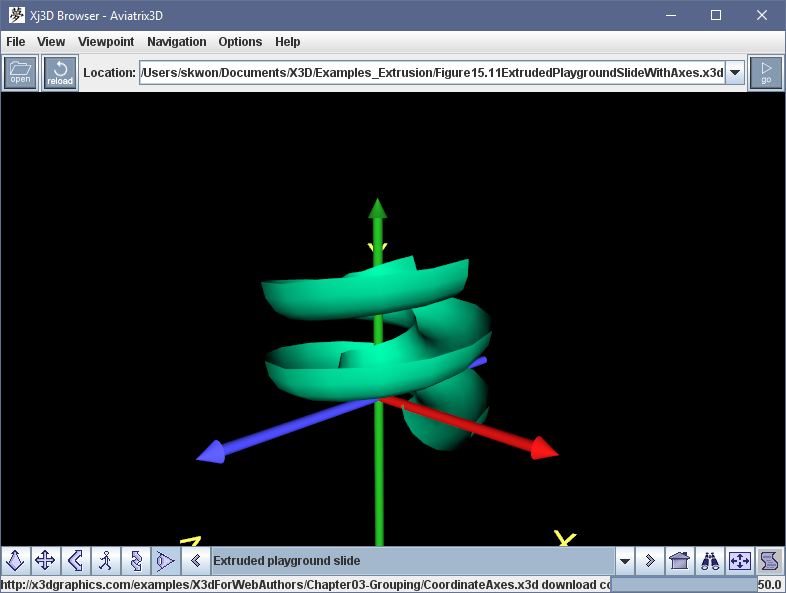 夢 Xj3D Browser - Aviatrix3D
File View Viewpoint Navigation Options Help
open reload Location: /Users/skwon/Documents/X3D/Examples_Extrusion/Figure15.11ExtrudedPlaygroundSlideWithAxes.x3d go
Y
Z X
Extruded playground slide
http://x3dgraphics.com/examples/X3dForWebAuthors/Chapter03-Grouping/CoordinateAxes.x3d download 50.0